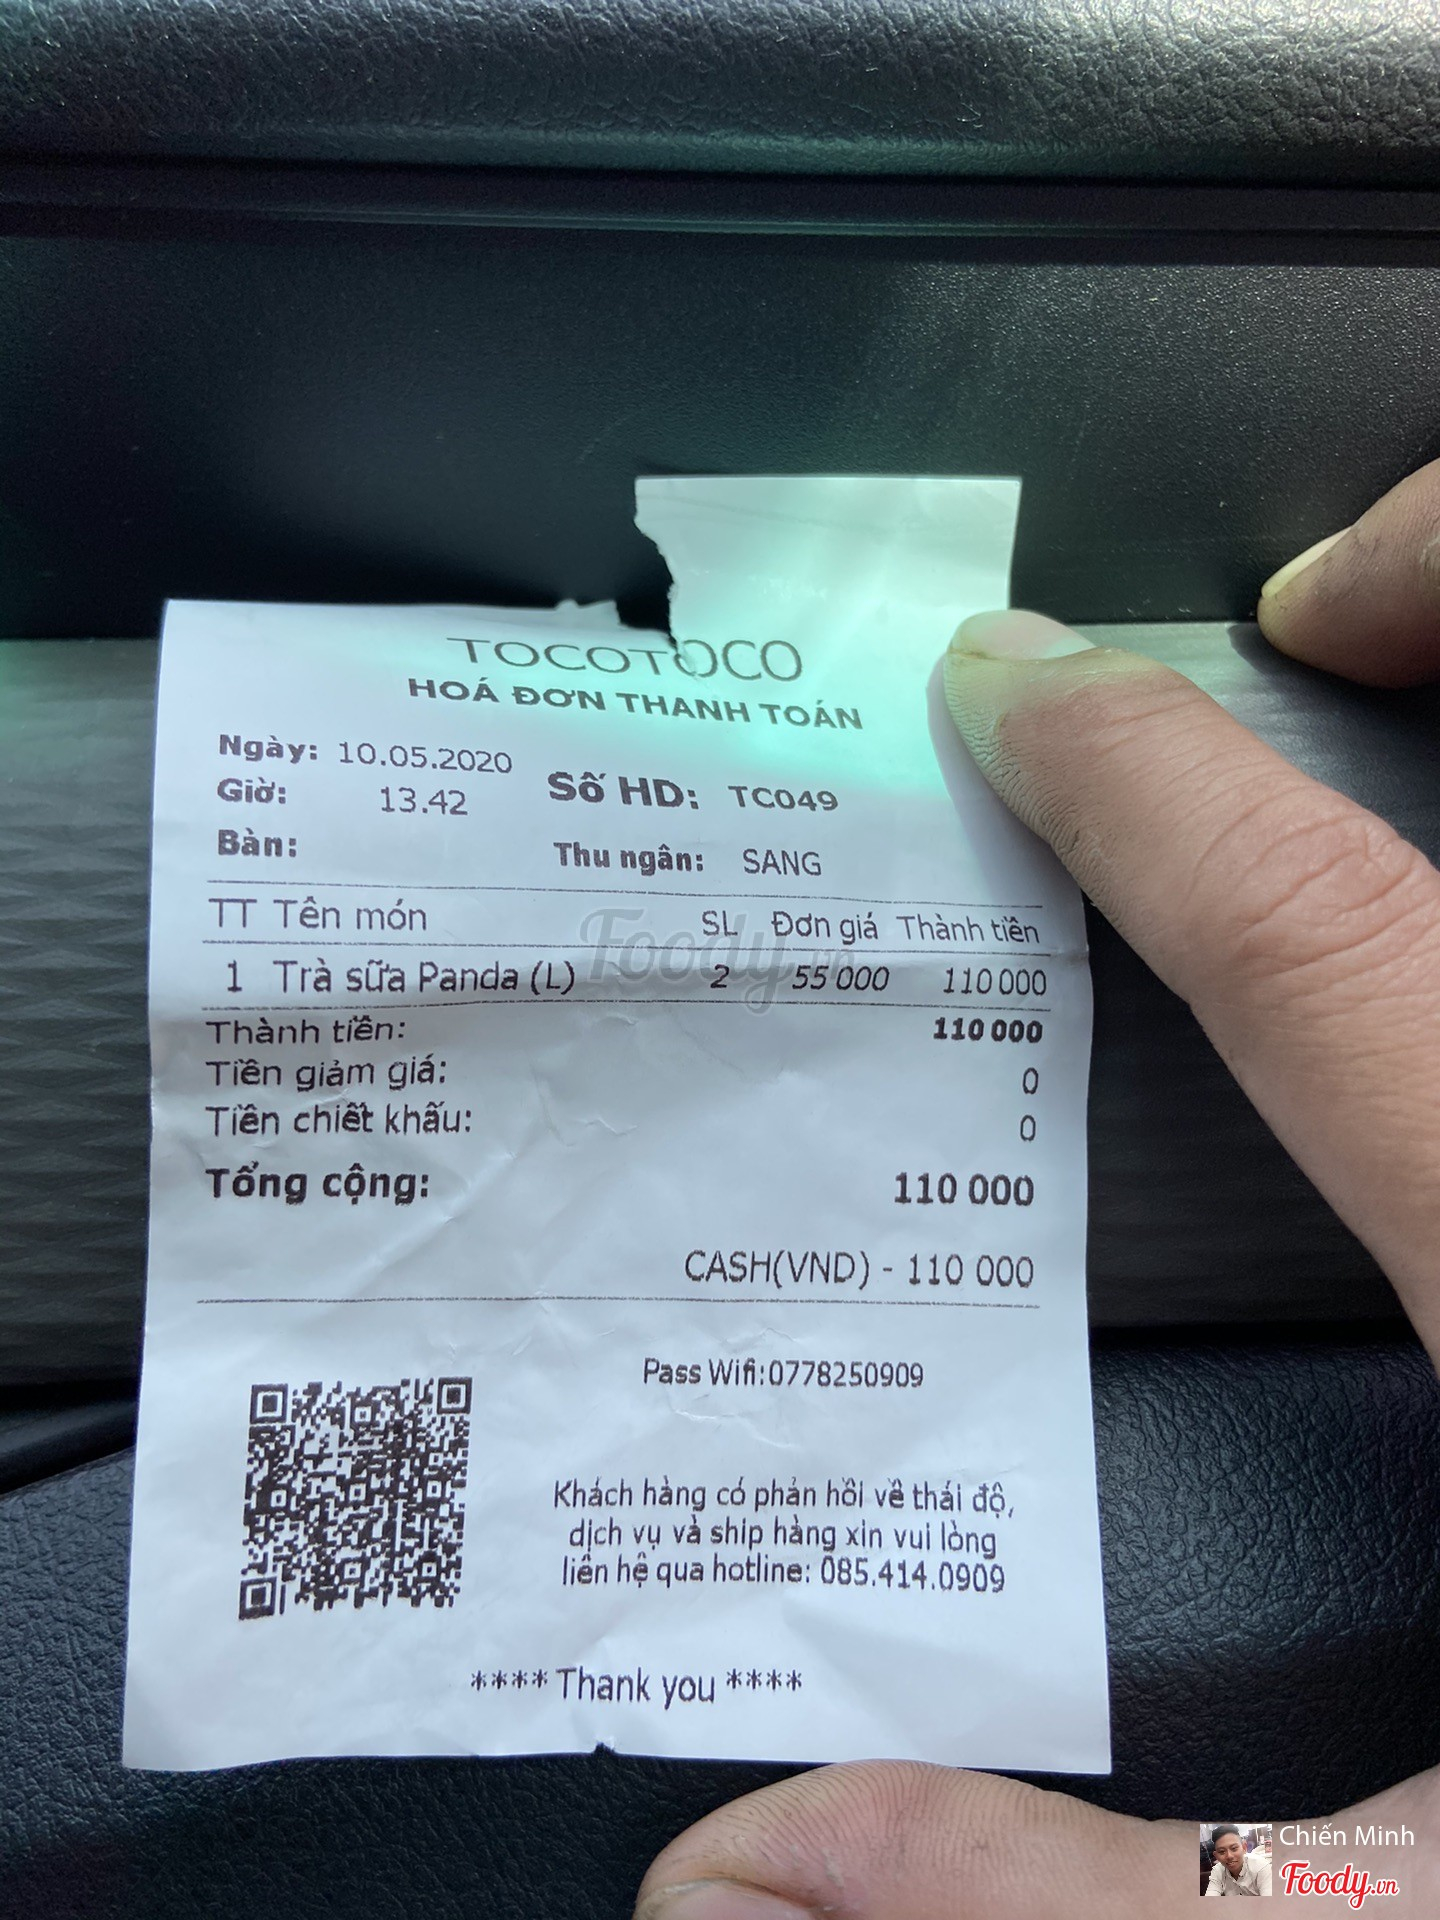 TOCOTOCO
HOÁ ĐƠN THANH TOÁN
Ngày: 10.05.2020
Giờ: 13.42 Số HD: TC049
Bàn: Thu ngân: SANG
TT Tên món SL Đơn giá Thành tiền
1 Trà sữa Panda (L) 2 55 000 110 000
Thành tiền: 110 000
Tiền giảm giá: 0
Tiền chiết khấu: 0
Tổng cộng: 110 000
CASH(VND) - 110 000
Pass Wifi:0778250909
Khách hàng có phản hồi về thái độ,
dịch vụ và ship hàng xin vui lòng
liên hệ qua hotline: 085.414.0909
**** Thank you ****
Foody.vn
Chiến Minh
Foody.vn